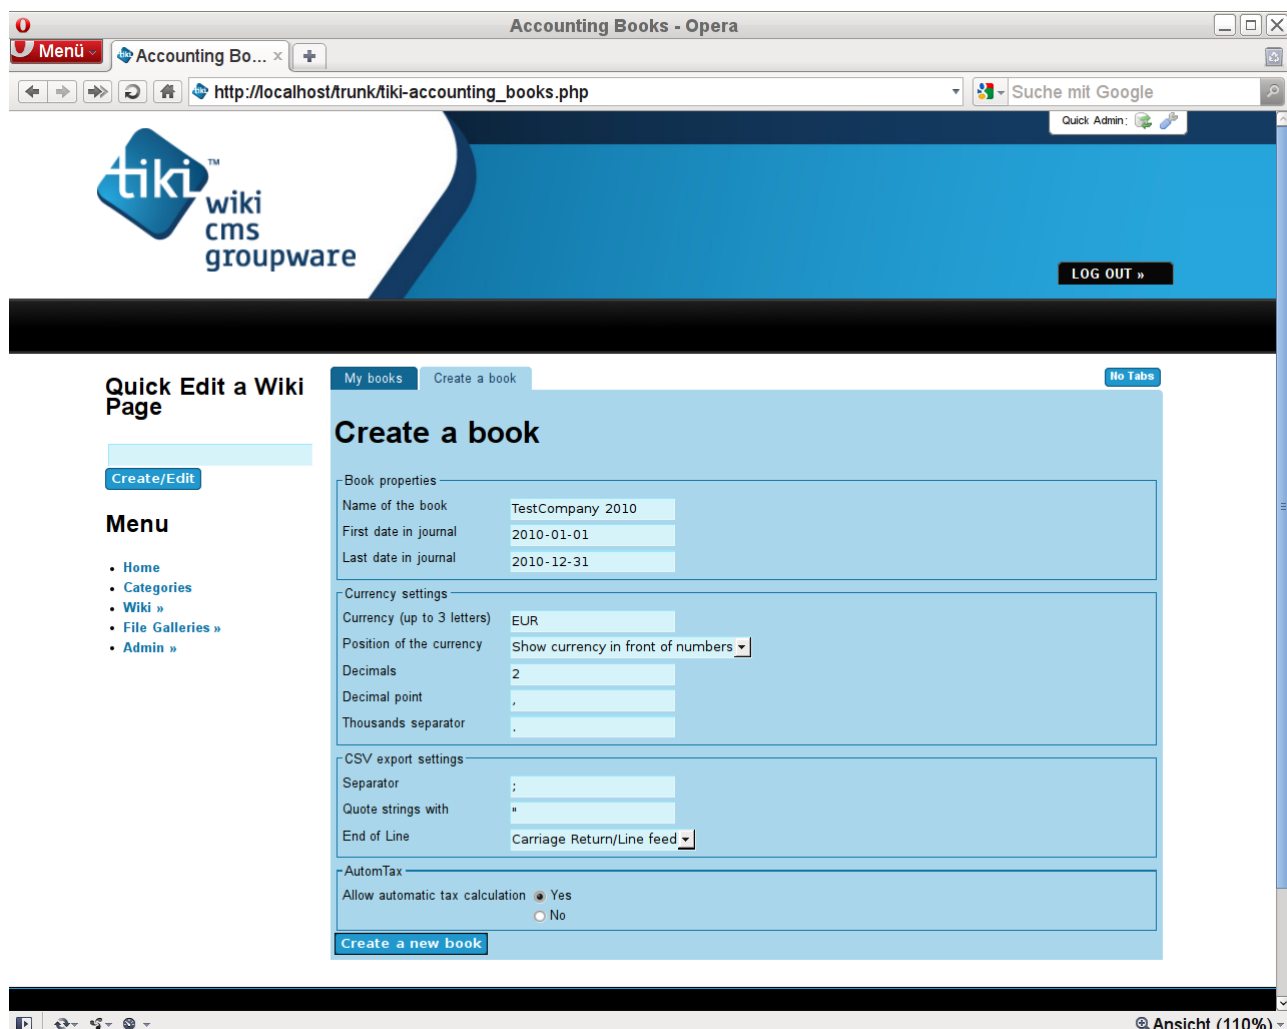 Accounting Books - Opera
Menü
Accounting Bo...
http://localhost/trunk/tiki-accounting_books.php
Suche mit Google
Quick Admin:
tiki™
wiki
cms
groupware
LOG OUT »
Quick Edit a Wiki
Page
Create/Edit
Menu
Home
Categories
Wiki »
File Galleries »
Admin »
My books
Create a book
No Tabs
Create a book
Book properties
Name of the book TestCompany 2010
First date in journal 2010-01-01
Last date in journal 2010-12-31
Currency settings
Currency (up to 3 letters) EUR
Position of the currency Show currency in front of numbers
Decimals 2
Decimal point ,
Thousands separator .
CSV export settings
Separator ;
Quote strings with "
End of Line Carriage Return/Line feed
AutomTax
Allow automatic tax calculation Yes
No
Create a new book
Ansicht (110%)